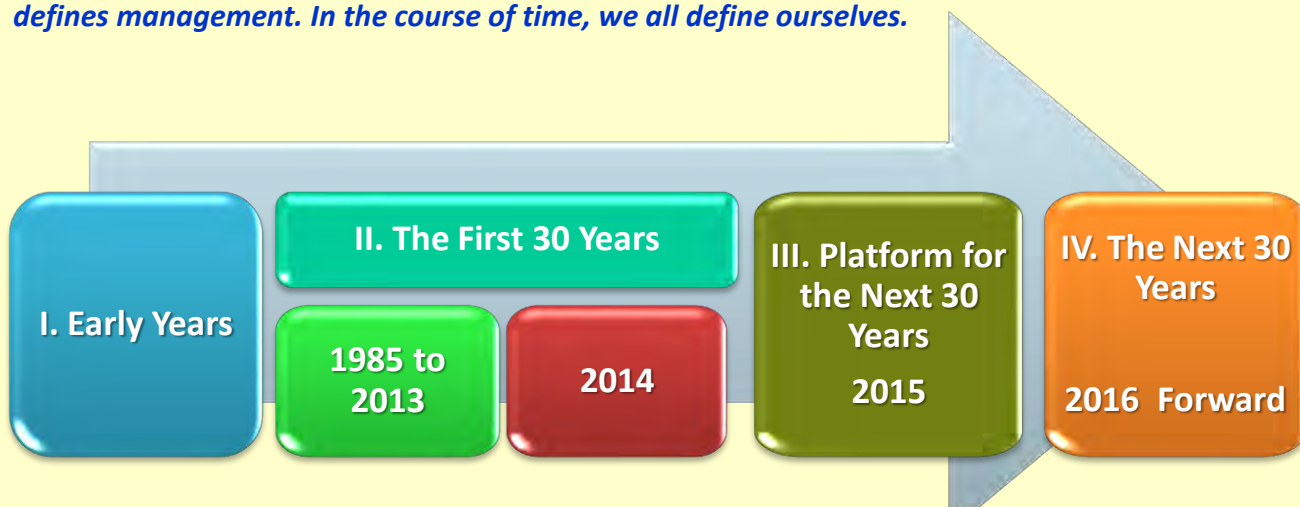 defines management. In the course of time, we all define ourselves.
I. Early Years
II. The First 30 Years
1985 to
2013
2014
III. Platform for
the Next 30
Years
2015
IV. The Next 30
Years
2016 Forward